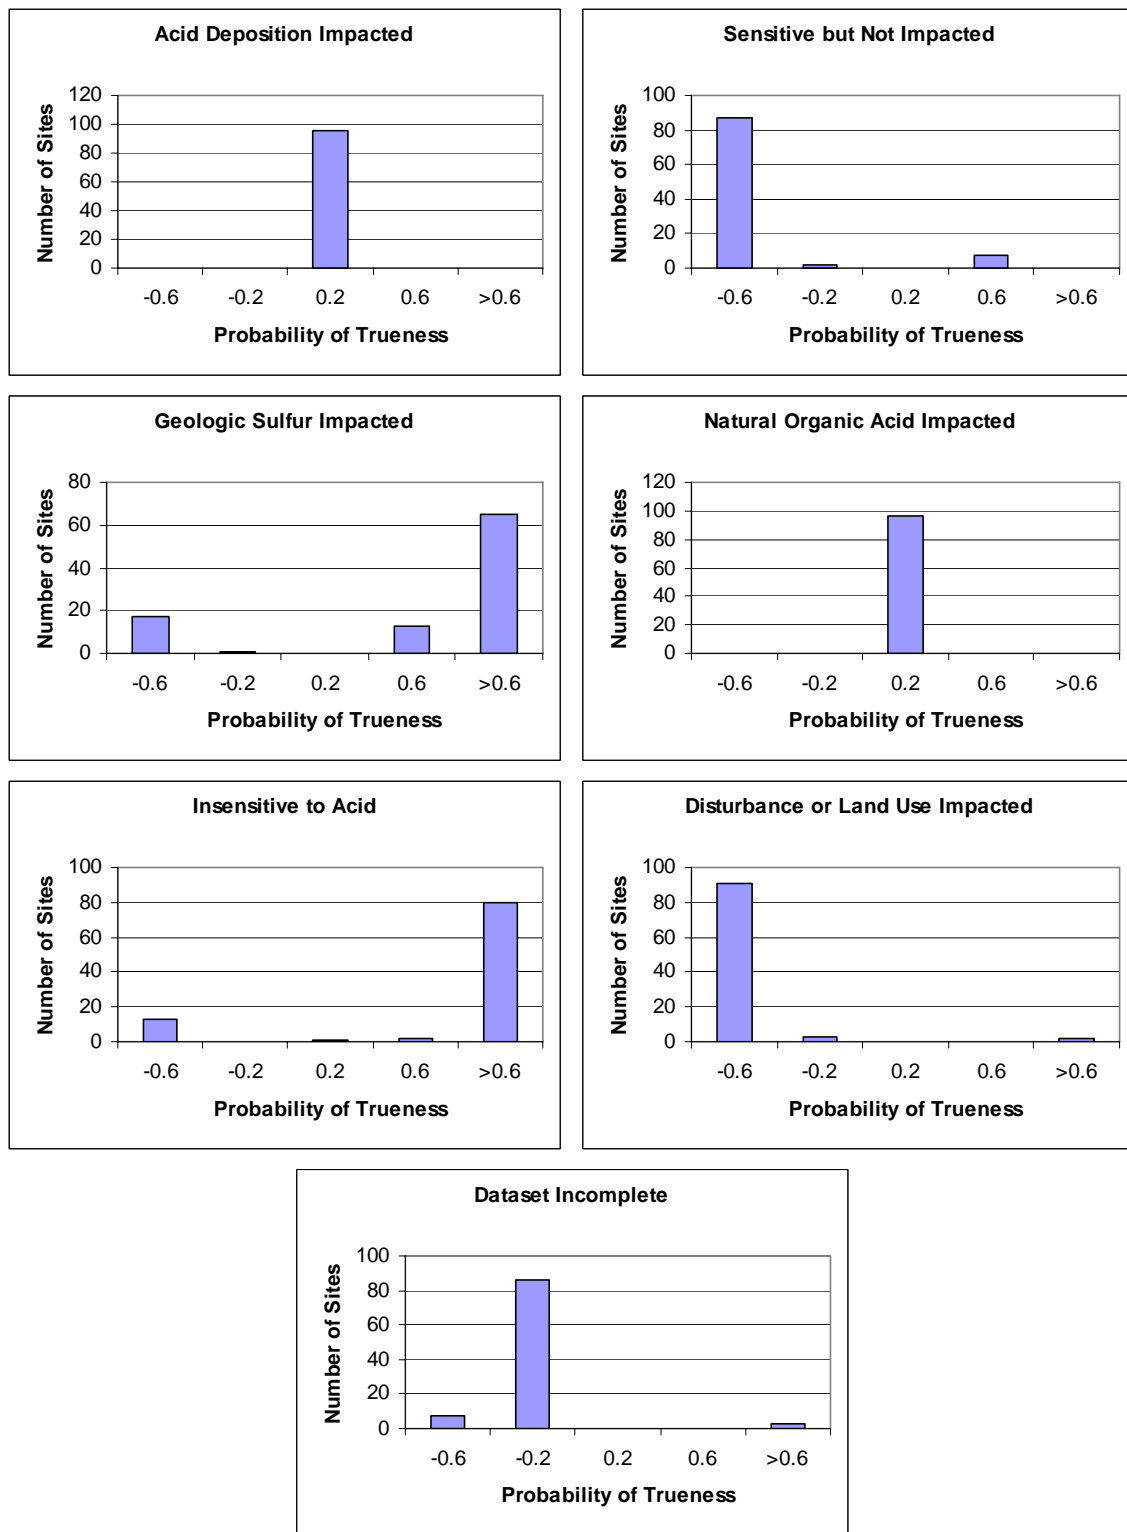 Acid Deposition Impacted
120
100
80
60
40
20
0
Number of Sites
-0.6 -0.2 0.2 0.6 >0.6
Probability of Trueness
Sensitive but Not Impacted
100
80
60
40
20
0
Number of Sites
-0.6 -0.2 0.2 0.6 >0.6
Probability of Trueness
Geologic Sulfur Impacted
80
60
40
20
0
Number of Sites
-0.6 -0.2 0.2 0.6 >0.6
Probability of Trueness
Natural Organic Acid Impacted
120
100
80
60
40
20
0
Number of Sites
-0.6 -0.2 0.2 0.6 >0.6
Probability of Trueness
Insensitive to Acid
100
80
60
40
20
0
Number of Sites
-0.6 -0.2 0.2 0.6 >0.6
Probability of Trueness
Disturbance or Land Use Impacted
100
80
60
40
20
0
Number of Sites
-0.6 -0.2 0.2 0.6 >0.6
Probability of Trueness
Dataset Incomplete
100
80
60
40
20
0
Number of Sites
-0.6 -0.2 0.2 0.6 >0.6
Probability of Trueness